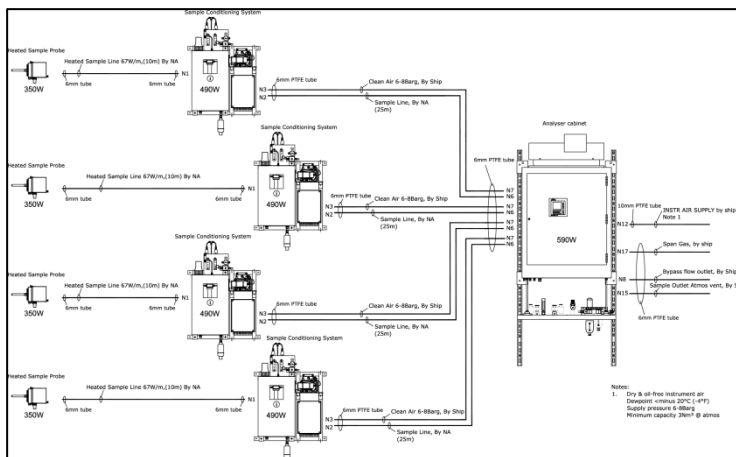 Sample Conditioning System
Heated Sample Probe
Heated Sample Line 67W/m,(10m) By NA
N1
6mm tube
6mm tube
350W
490W
6mm PTFE tube
N3
N2
Clean Air 6-8Barg, By Ship
Sample Line, By NA
(25m)
Sample Conditioning System
Heated Sample Probe
Heated Sample Line 67W/m,(10m) By NA
N1
6mm tube
6mm tube
350W
490W
6mm PTFE tube
N3
N2
Clean Air 6-8Barg, By Ship
Sample Line, By NA
(25m)
Sample Conditioning System
Heated Sample Probe
Heated Sample Line 67W/m,(10m) By NA
N1
6mm tube
6mm tube
350W
490W
6mm PTFE tube
N3
N2
Clean Air 6-8Barg, By Ship
Sample Line, By NA
(25m)
Sample Conditioning System
Heated Sample Probe
Heated Sample Line 67W/m,(10m) By NA
N1
6mm tube
6mm tube
350W
490W
6mm PTFE tube
N3
N2
Clean Air 6-8Barg, By Ship
Sample Line, By NA
(25m)
6mm PTFE tube
N7
N6
N7
N6
N7
N6
N7
N6
Analyser cabinet
590W
10mm PTFE tube
N12
INSTR AIR SUPPLY by ship
Note 1
N17
Span Gas, by ship
N8
Bypass flow outlet, By Shi
N15
Sample Outlet Atmos vent, By S
6mm PTFE tube
Notes:
1. Dry & oil-free instrument air
Dewpoint <minus 20°C (-4°F)
Supply pressure 6-8Barg
Minimum capacity 3Nm³ @ atmos